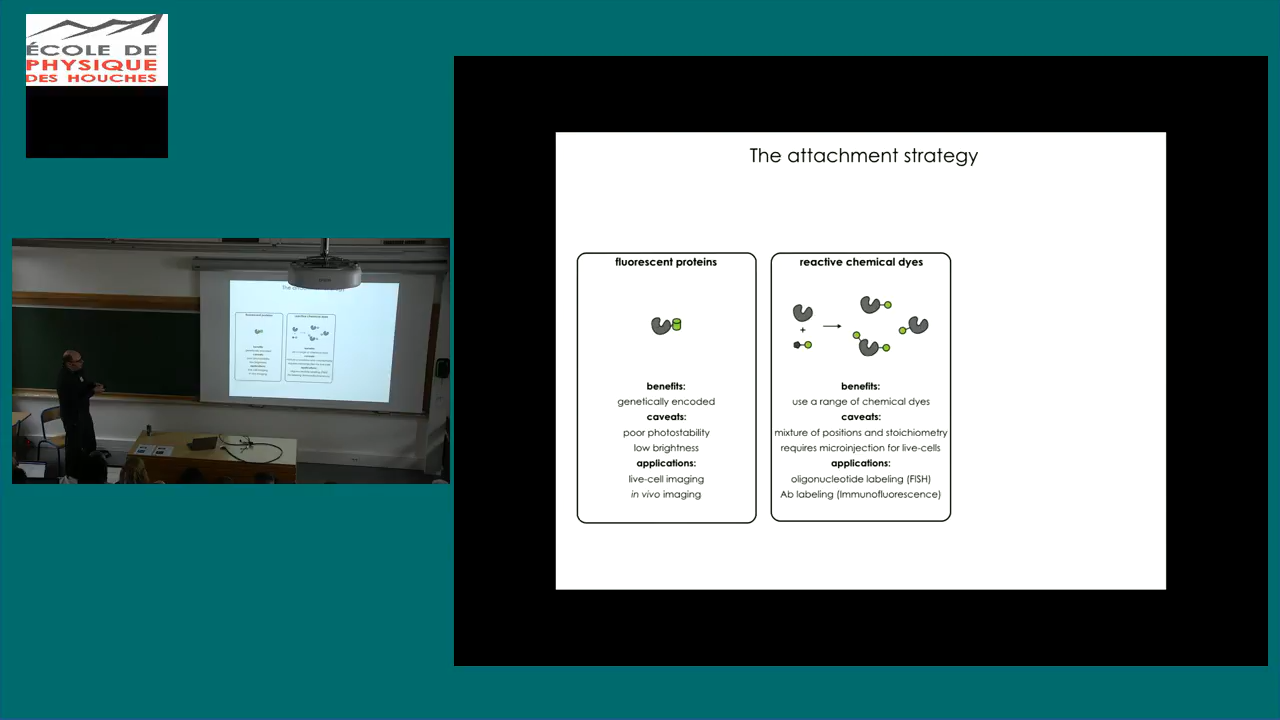 ÉCOLE DE
PHYSIQUE
DES HOUCHES
The attachment strategy
fluorescent proteins
benefits:
genetically encoded
caveats:
poor photostability
low brightness
applications:
live-cell imaging
in vivo imaging
reactive chemical dyes
+
benefits:
use a range of chemical dyes
caveats:
mixture of positions and stoichiometry
requires microinjection for live-cells
applications:
oligonucleotide labeling (FISH)
Ab labeling (Immunofluorescence)